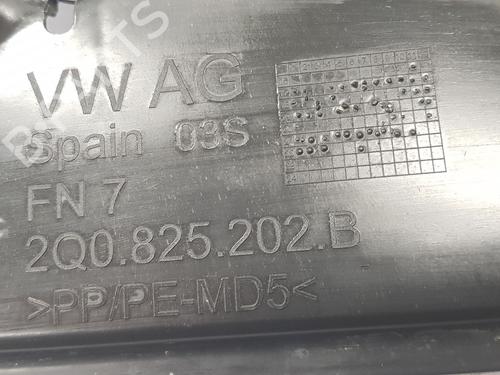 VW AG
Spain 03S
FN 7
2Q0.825.202.B
>PP/PE-MD5<